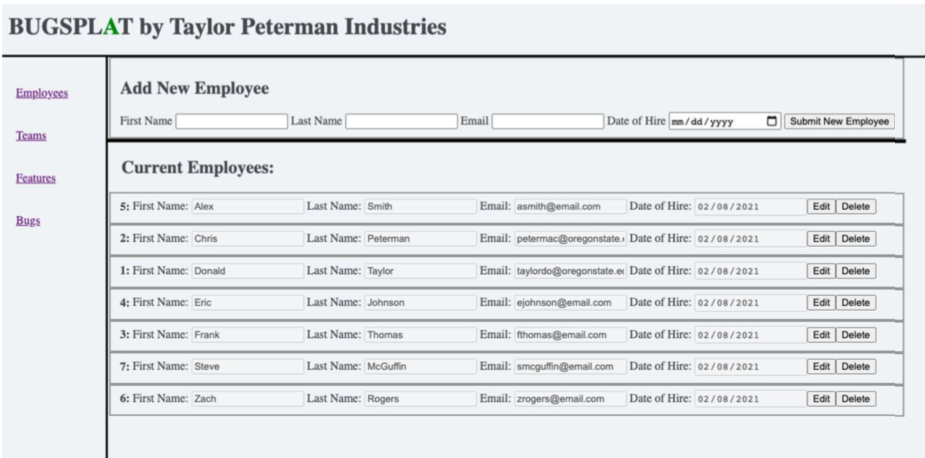 BUGSPLAT by Taylor Peterman Industries
Employees
Teams
Features
Bugs
Add New Employee
First Name Last Name Email Date of Hire mm/dd/yyyy Submit New Employee
Current Employees:
5: First Name: Alex Last Name: Smith Email: asmith@email.com Date of Hire: 02/08/2021 Edit Delete
2: First Name: Chris Last Name: Peterman Email: petermac@oregonstate. Date of Hire: 02/08/2021 Edit Delete
1: First Name: Donald Last Name: Taylor Email: taylordo@oregonstate.ec Date of Hire: 02/08/2021 Edit Delete
4: First Name: Eric Last Name: Johnson Email: ejohnson@email.com Date of Hire: 02/08/2021 Edit Delete
3: First Name: Frank Last Name: Thomas Email: fthomas@email.com Date of Hire: 02/08/2021 Edit Delete
7: First Name: Steve Last Name: McGuffin Email: smcguffin@email.com Date of Hire: 02/08/2021 Edit Delete
6: First Name: Zach Last Name: Rogers Email: zrogers@email.com Date of Hire: 02/08/2021 Edit Delete